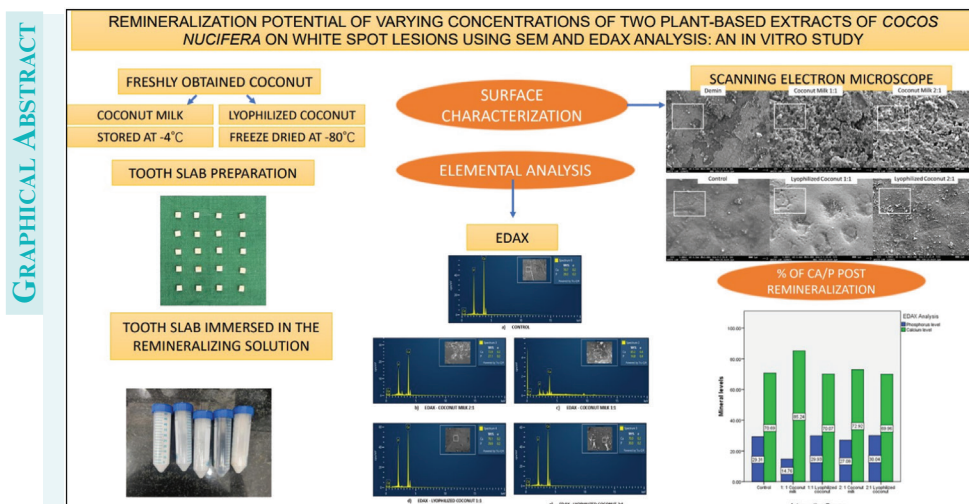 GRAPHICAL ABSTRACT
REMINERALIZATION POTENTIAL OF VARYING CONCENTRATIONS OF TWO PLANT-BASED EXTRACTS OF COCOS
NUCIFERA ON WHITE SPOT LESIONS USING SEM AND EDAX ANALYSIS: AN IN VITRO STUDY
FRESHLY OBTAINED COCONUT
COCONUT MILK
LYOPHILIZED COCONUT
STORED AT -4°C
FREEZE DRIED AT -80°C
TOOTH SLAB PREPARATION
TOOTH SLAB IMMERSED IN THE
REMINERALIZING SOLUTION
SURFACE
CHARACTERIZATION
ELEMENTAL ANALYSIS
EDAX
a) CONTROL
b) EDAX - COCONUT MILK 2:1
c) EDAX - COCONUT MILK 1:1
d) EDAX - LYOPHILIZED COCONUT 1:1
SCANNING ELECTRON MICROSCOPE
Demin
Coconut Milk 1:1
Coconut Milk 2:1
Control
Lyophilized Coconut 1:1
Lyophilized Coconut 2:1
% OF CA/P POST
REMINERALIZATION
EDAX Analysis
Phosphorus level
Calcium level
Mineral levels
100.00
80.00
60.00
40.00
20.00
0.00
85.24
14.76
Control
1:1 Coconut
milk
1:1 Lyophilized
coconut
2:1 Coconut
milk
2:1 Lyophilized
coconut